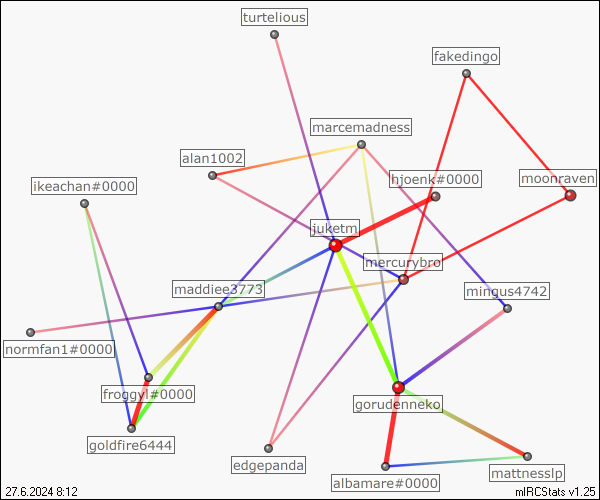 turtelious
fakedingo
marcemadness
alan1002
hjoenk#0000
moonraven
ikeachan#0000
juketm
mercurybro
maddiee3773
mingus4742
normfan1#0000
froggyl#0000
gorudenneko
goldfire6444
edgepanda
mattnesslp
albamare#0000
27.6.2024 8:12
mIRCStats v1.25